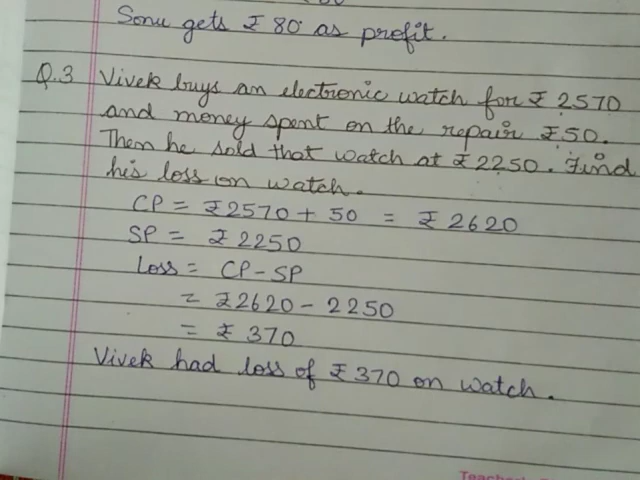 Sonu gets ₹ 80 as profit.
Q.3 Vivek buys an electronic watch for ₹ 2570
and money spent on the repair ₹50.
Then he sold that watch at ₹2250. Find
his loss on watch.
CP = ₹2570 + 50 = ₹2620
SP = ₹2250
Loss = CP-SP
= ₹2620 - 2250
= ₹ 370
Vivek had loss of ₹370 on watch.